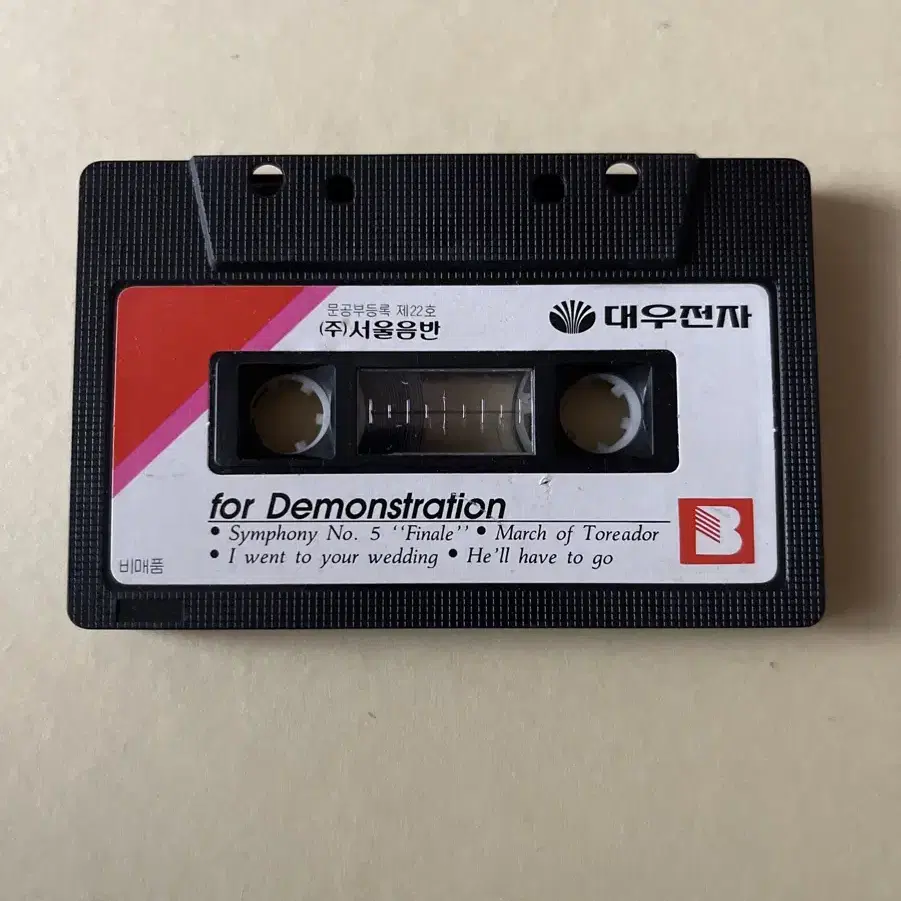 문공부등록 제22호
(주)서울음반
대우전자
for Demonstration
• Symphony No. 5 ''Finale'' • March of Toreador
• I went to your wedding • He'll have to go
B
비매품